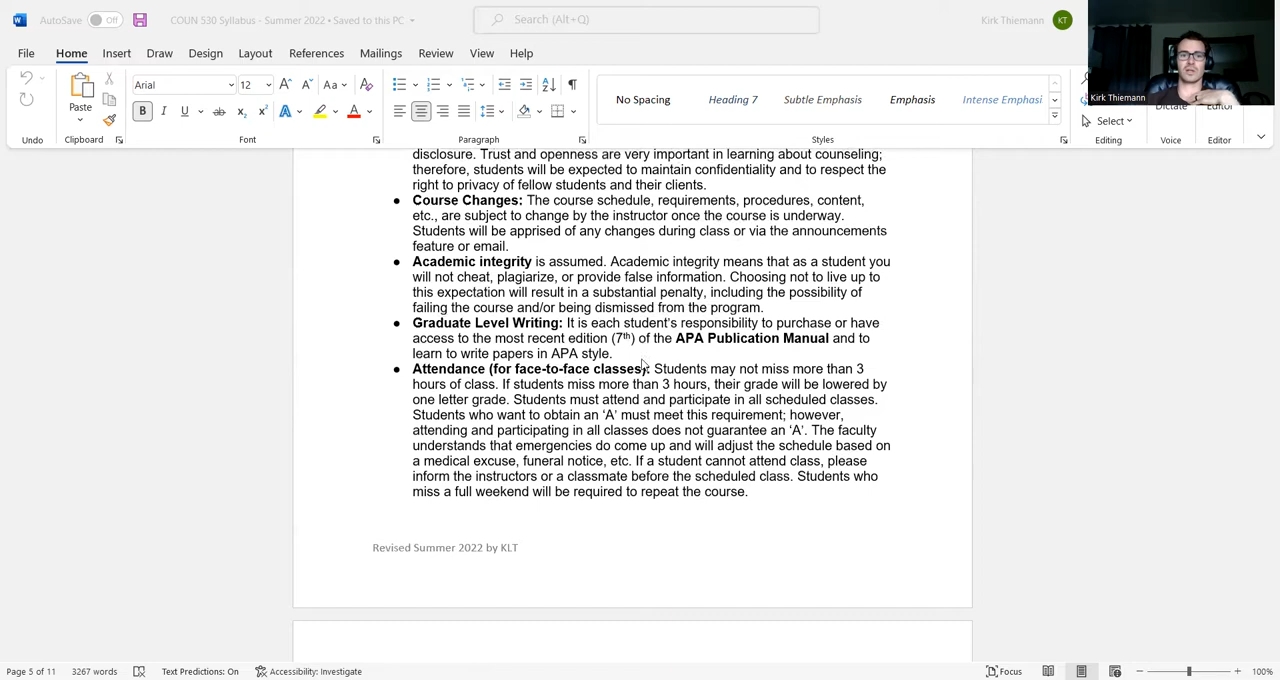 AutoSave Off COUN 530 Syllabus - Summer 2022 • Saved to this PC Search (Alt+Q) Kirk Thiemann KT
File Home Insert Draw Design Layout References Mailings Review View Help
Arial 12 Aa
Paste
No Spacing Heading 7 Subtle Emphasis Emphasis Intense Emphasi
Kirk Thiemann
Dictate Editor
Select
Undo Clipboard Font Paragraph Styles Editing Voice Editor
disclosure. Trust and openness are very important in learning about counseling;
therefore, students will be expected to maintain confidentiality and to respect the
right to privacy of fellow students and their clients.
● Course Changes: The course schedule, requirements, procedures, content,
etc., are subject to change by the instructor once the course is underway.
Students will be apprised of any changes during class or via the announcements
feature or email.
● Academic integrity is assumed. Academic integrity means that as a student you
will not cheat, plagiarize, or provide false information. Choosing not to live up to
this expectation will result in a substantial penalty, including the possibility of
failing the course and/or being dismissed from the program.
● Graduate Level Writing: It is each student's responsibility to purchase or have
access to the most recent edition (7th) of the APA Publication Manual and to
learn to write papers in APA style.
● Attendance (for face-to-face classes): Students may not miss more than 3
hours of class. If students miss more than 3 hours, their grade will be lowered by
one letter grade. Students must attend and participate in all scheduled classes.
Students who want to obtain an 'A' must meet this requirement; however,
attending and participating in all classes does not guarantee an 'A'. The faculty
understands that emergencies do come up and will adjust the schedule based on
a medical excuse, funeral notice, etc. If a student cannot attend class, please
inform the instructors or a classmate before the scheduled class. Students who
miss a full weekend will be required to repeat the course.
Revised Summer 2022 by KLT
Page 5 of 11 3267 words Text Predictions: On Accessibility: Investigate Focus 100%